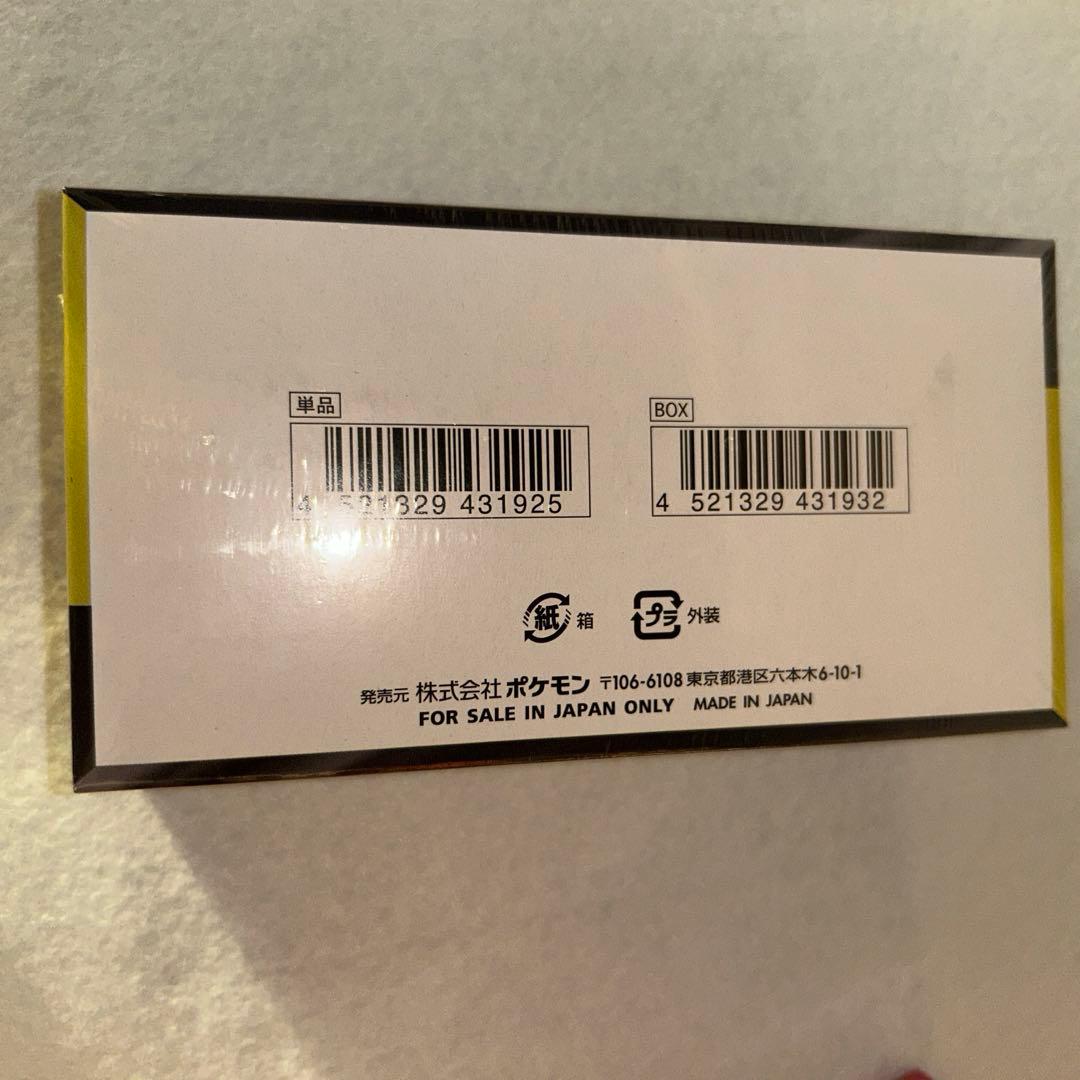 単品
4 521329 431925
BOX
4 521329 431932
紙 箱
プラ 外装
発売元 株式会社ポケモン 〒106-6108 東京都港区六本木6-10-1
FOR SALE IN JAPAN ONLY MADE IN JAPAN